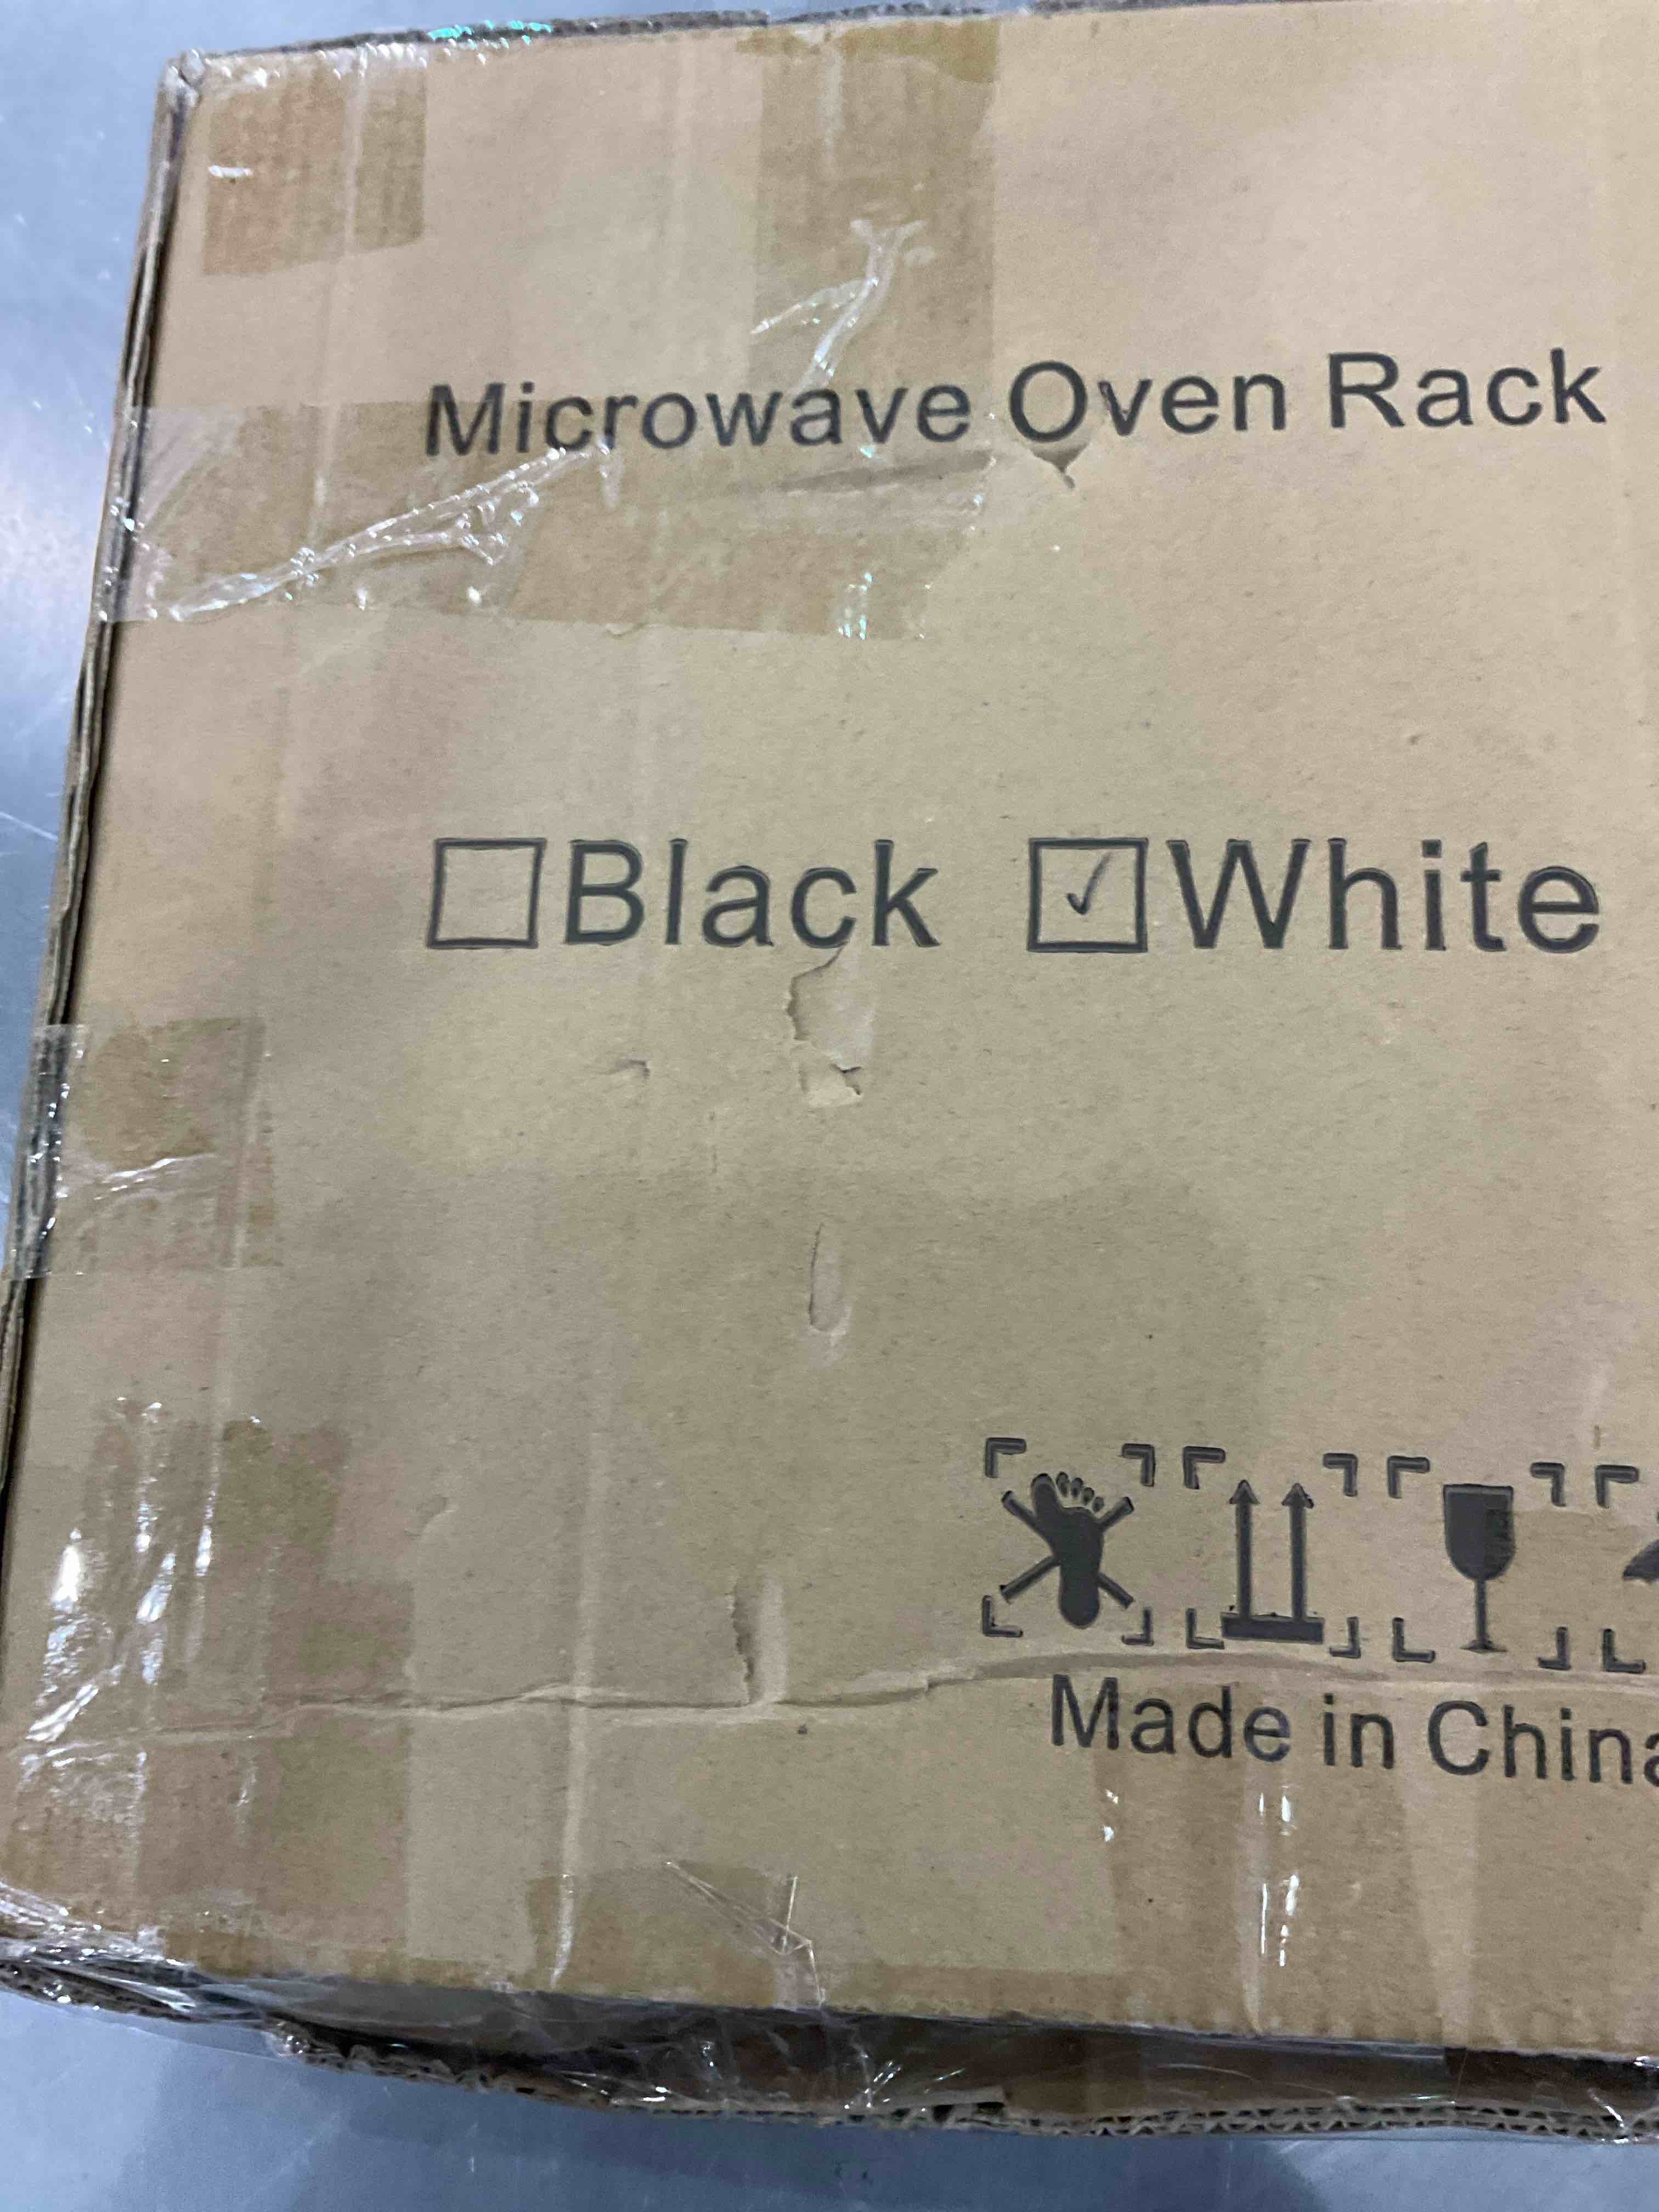 Microwave Oven Rack
☐Black ☑White
Made in China